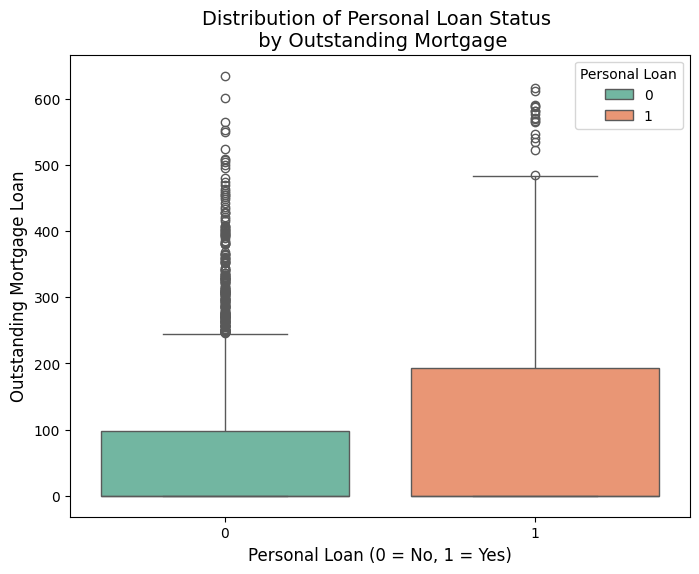 Distribution of Personal Loan Status
by Outstanding Mortgage
Personal Loan
0
1
Outstanding Mortgage Loan
600
500
400
300
200
100
0
0
1
Personal Loan (0 = No, 1 = Yes)